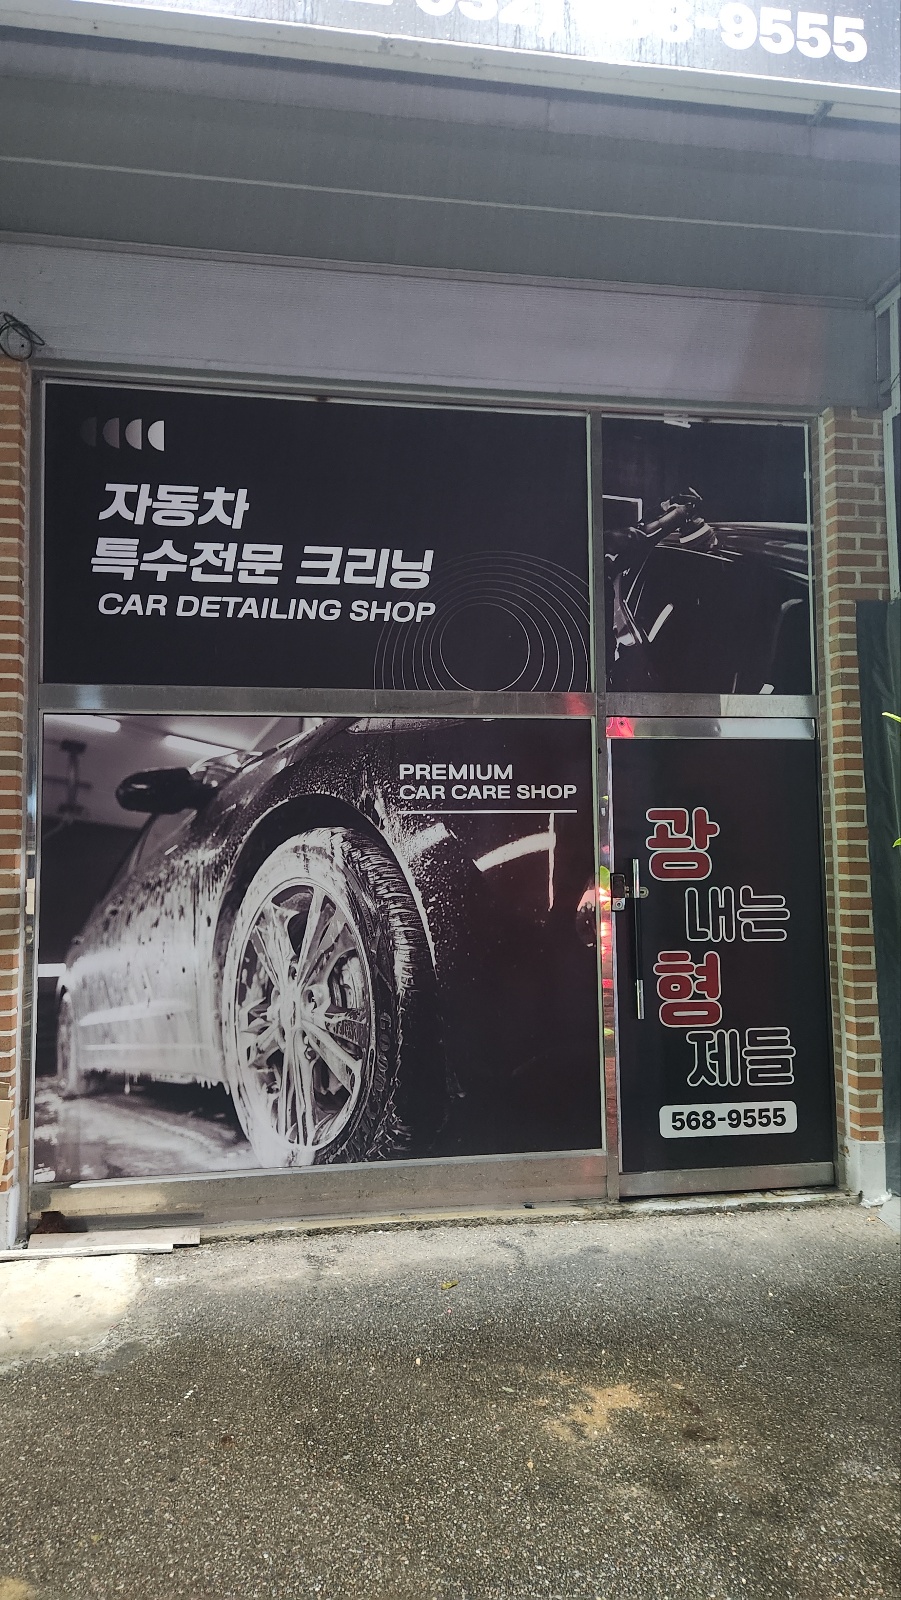 9555
자동차
특수전문 크리닝
CAR DETAILING SHOP
PREMIUM
CAR CARE SHOP
광
내는
형
제들
568-9555